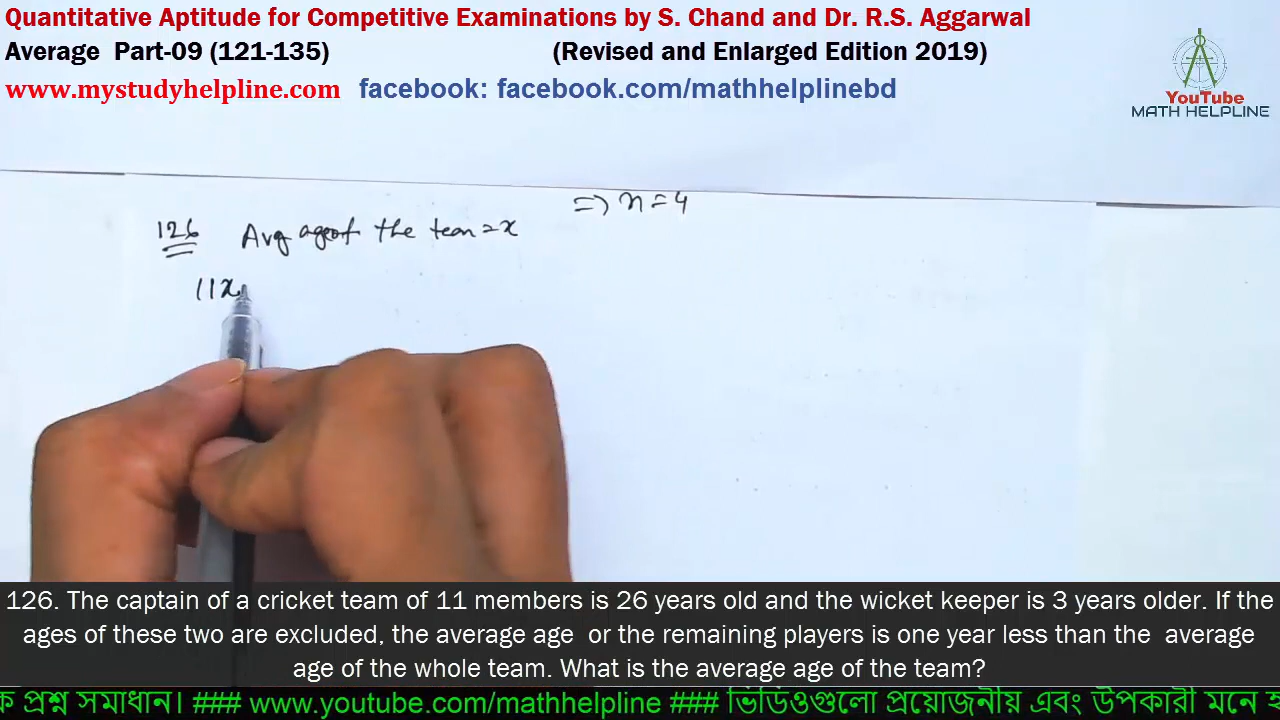 Quantitative Aptitude for Competitive Examinations by S. Chand and Dr. R.S. Aggarwal
Average Part-09 (121-135) (Revised and Enlarged Edition 2019)
www.mystudyhelpline.com facebook: facebook.com/mathhelplinebd
YouTube
MATH HELPLINE
⇒ n = 4
126 Avg age of the team = x
11x
126. The captain of a cricket team of 11 members is 26 years old and the wicket keeper is 3 years older. If the
ages of these two are excluded, the average age or the remaining players is one year less than the average
age of the whole team. What is the average age of the team?
ক প্রশ্ন সমাধান। ### www.youtube.com/mathhelpline ### ভিডিওগুলো প্রয়োজনীয় এবং উপকারী মনে হ